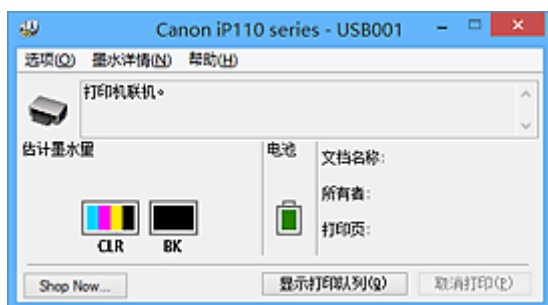 Canon iP110 series - USB001
选项(O) 墨水详情(N) 帮助(H)
打印机联机。
估计墨水量
电池
文档名称:
所有者:
打印页:
CLR BK
Shop Now...
显示打印队列(Q)
取消打印(P)